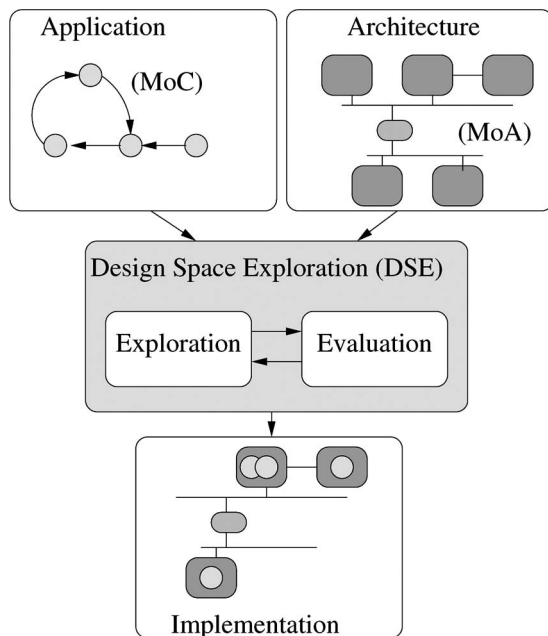 Application
(MoC)
Architecture
(MoA)
Design Space Exploration (DSE)
Exploration
Evaluation
Implementation